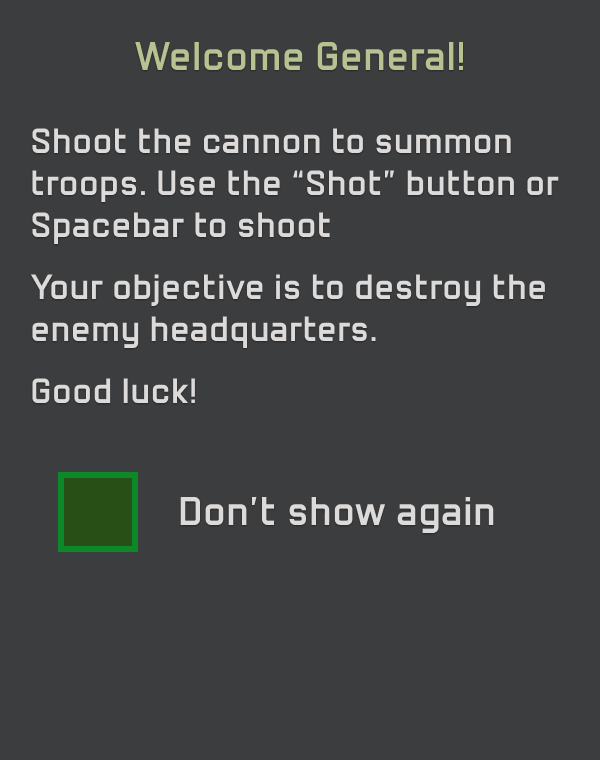 Welcome General!
Shoot the cannon to summon
troops. Use the “Shot” button or
Spacebar to shoot
Your objective is to destroy the
enemy headquarters.
Good luck!
Don't show again